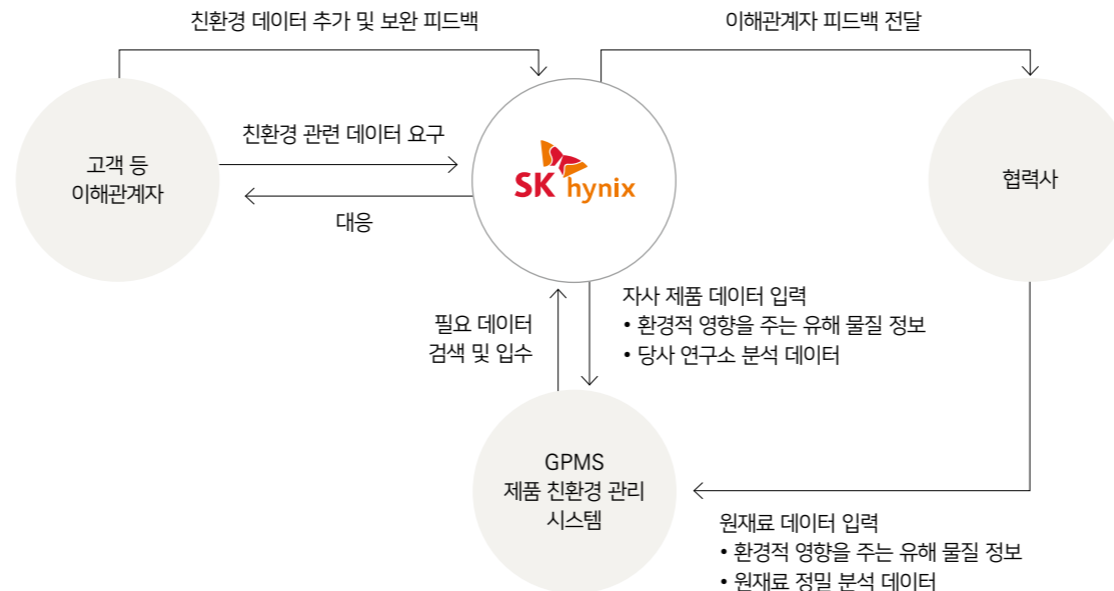 친환경 데이터 추가 및 보완 피드백
이해관계자 피드백 전달
친환경 관련 데이터 요구
고객 등
이해관계자
SK hynix
협력사
대응
필요 데이터
검색 및 입수
자사 제품 데이터 입력
• 환경적 영향을 주는 유해 물질 정보
• 당사 연구소 분석 데이터
GPMS
제품 친환경 관리
시스템
원재료 데이터 입력
• 환경적 영향을 주는 유해 물질 정보
• 원재료 정밀 분석 데이터